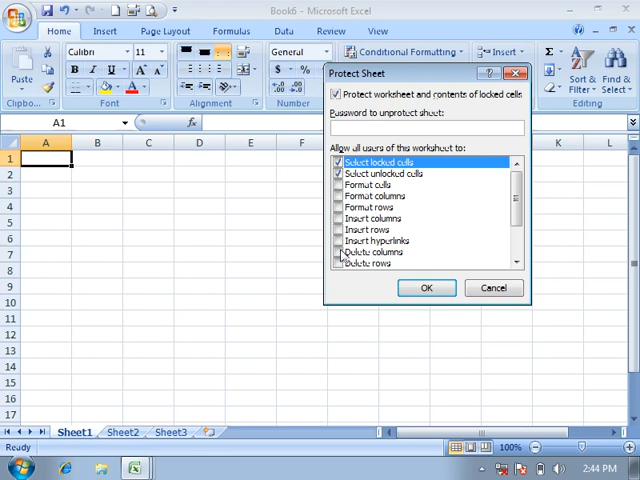 Book6 - Microsoft Excel
Home Insert Page Layout Formulas Data Review View
Paste
Calibri 11
B I U
General
$ %
Conditional Formatting
Insert
Sort & Find &
Clipboard Font Alignment Number Editing
A1 fx
A B C D E F K L
1
2
3
4
5
6
7
8
9
10
11
12
13
14
15
16
17
Protect Sheet
Protect worksheet and contents of locked cells
Password to unprotect sheet:
Allow all users of this worksheet to:
Select locked cells
Select unlocked cells
Format cells
Format columns
Format rows
Insert columns
Insert rows
Insert hyperlinks
Delete columns
Delete rows
OK Cancel
Sheet1 Sheet2 Sheet3
Ready 100%
2:44 PM